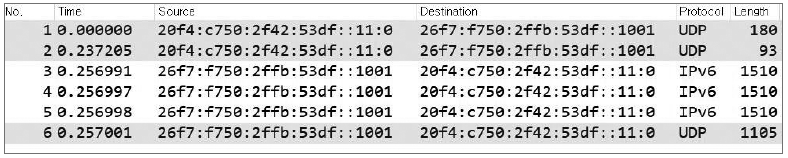 No. Time Source Destination Protocol Length
1 0.000000 20f4:c750:2f42:53df::11:0 26f7:f750:2ffb:53df::1001 UDP 180
2 0.237205 20f4:c750:2f42:53df::11:0 26f7:f750:2ffb:53df::1001 UDP 93
3 0.256991 26f7:f750:2ffb:53df::1001 20f4:c750:2f42:53df::11:0 IPv6 1510
4 0.256997 26f7:f750:2ffb:53df::1001 20f4:c750:2f42:53df::11:0 IPv6 1510
5 0.256998 26f7:f750:2ffb:53df::1001 20f4:c750:2f42:53df::11:0 IPv6 1510
6 0.257001 26f7:f750:2ffb:53df::1001 20f4:c750:2f42:53df::11:0 UDP 1105